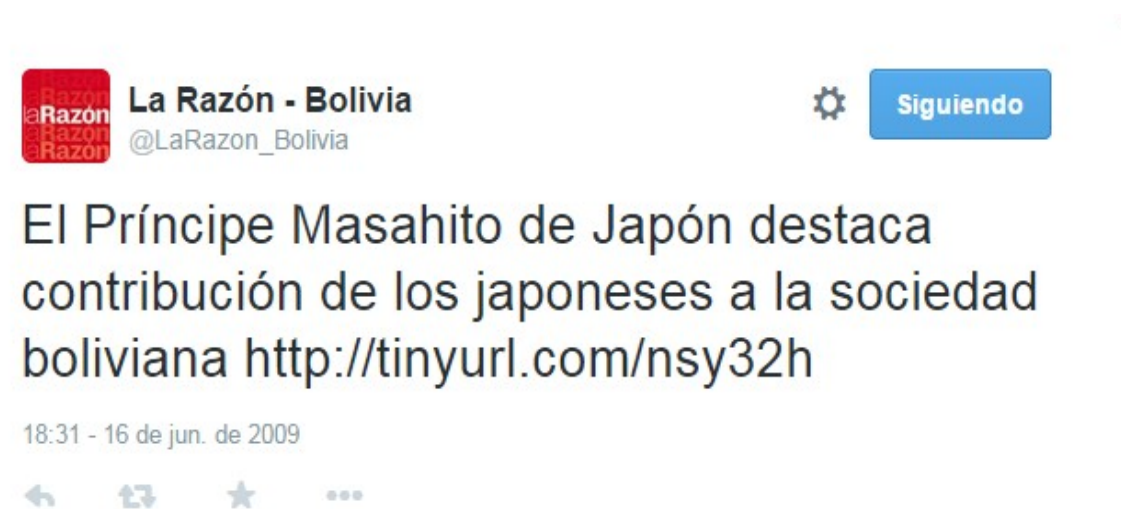 laRazón
La Razón - Bolivia
@LaRazon_Bolivia
Siguiendo
El Príncipe Masahito de Japón destaca
contribución de los japoneses a la sociedad
boliviana http://tinyurl.com/nsy32h
18:31 - 16 de jun. de 2009